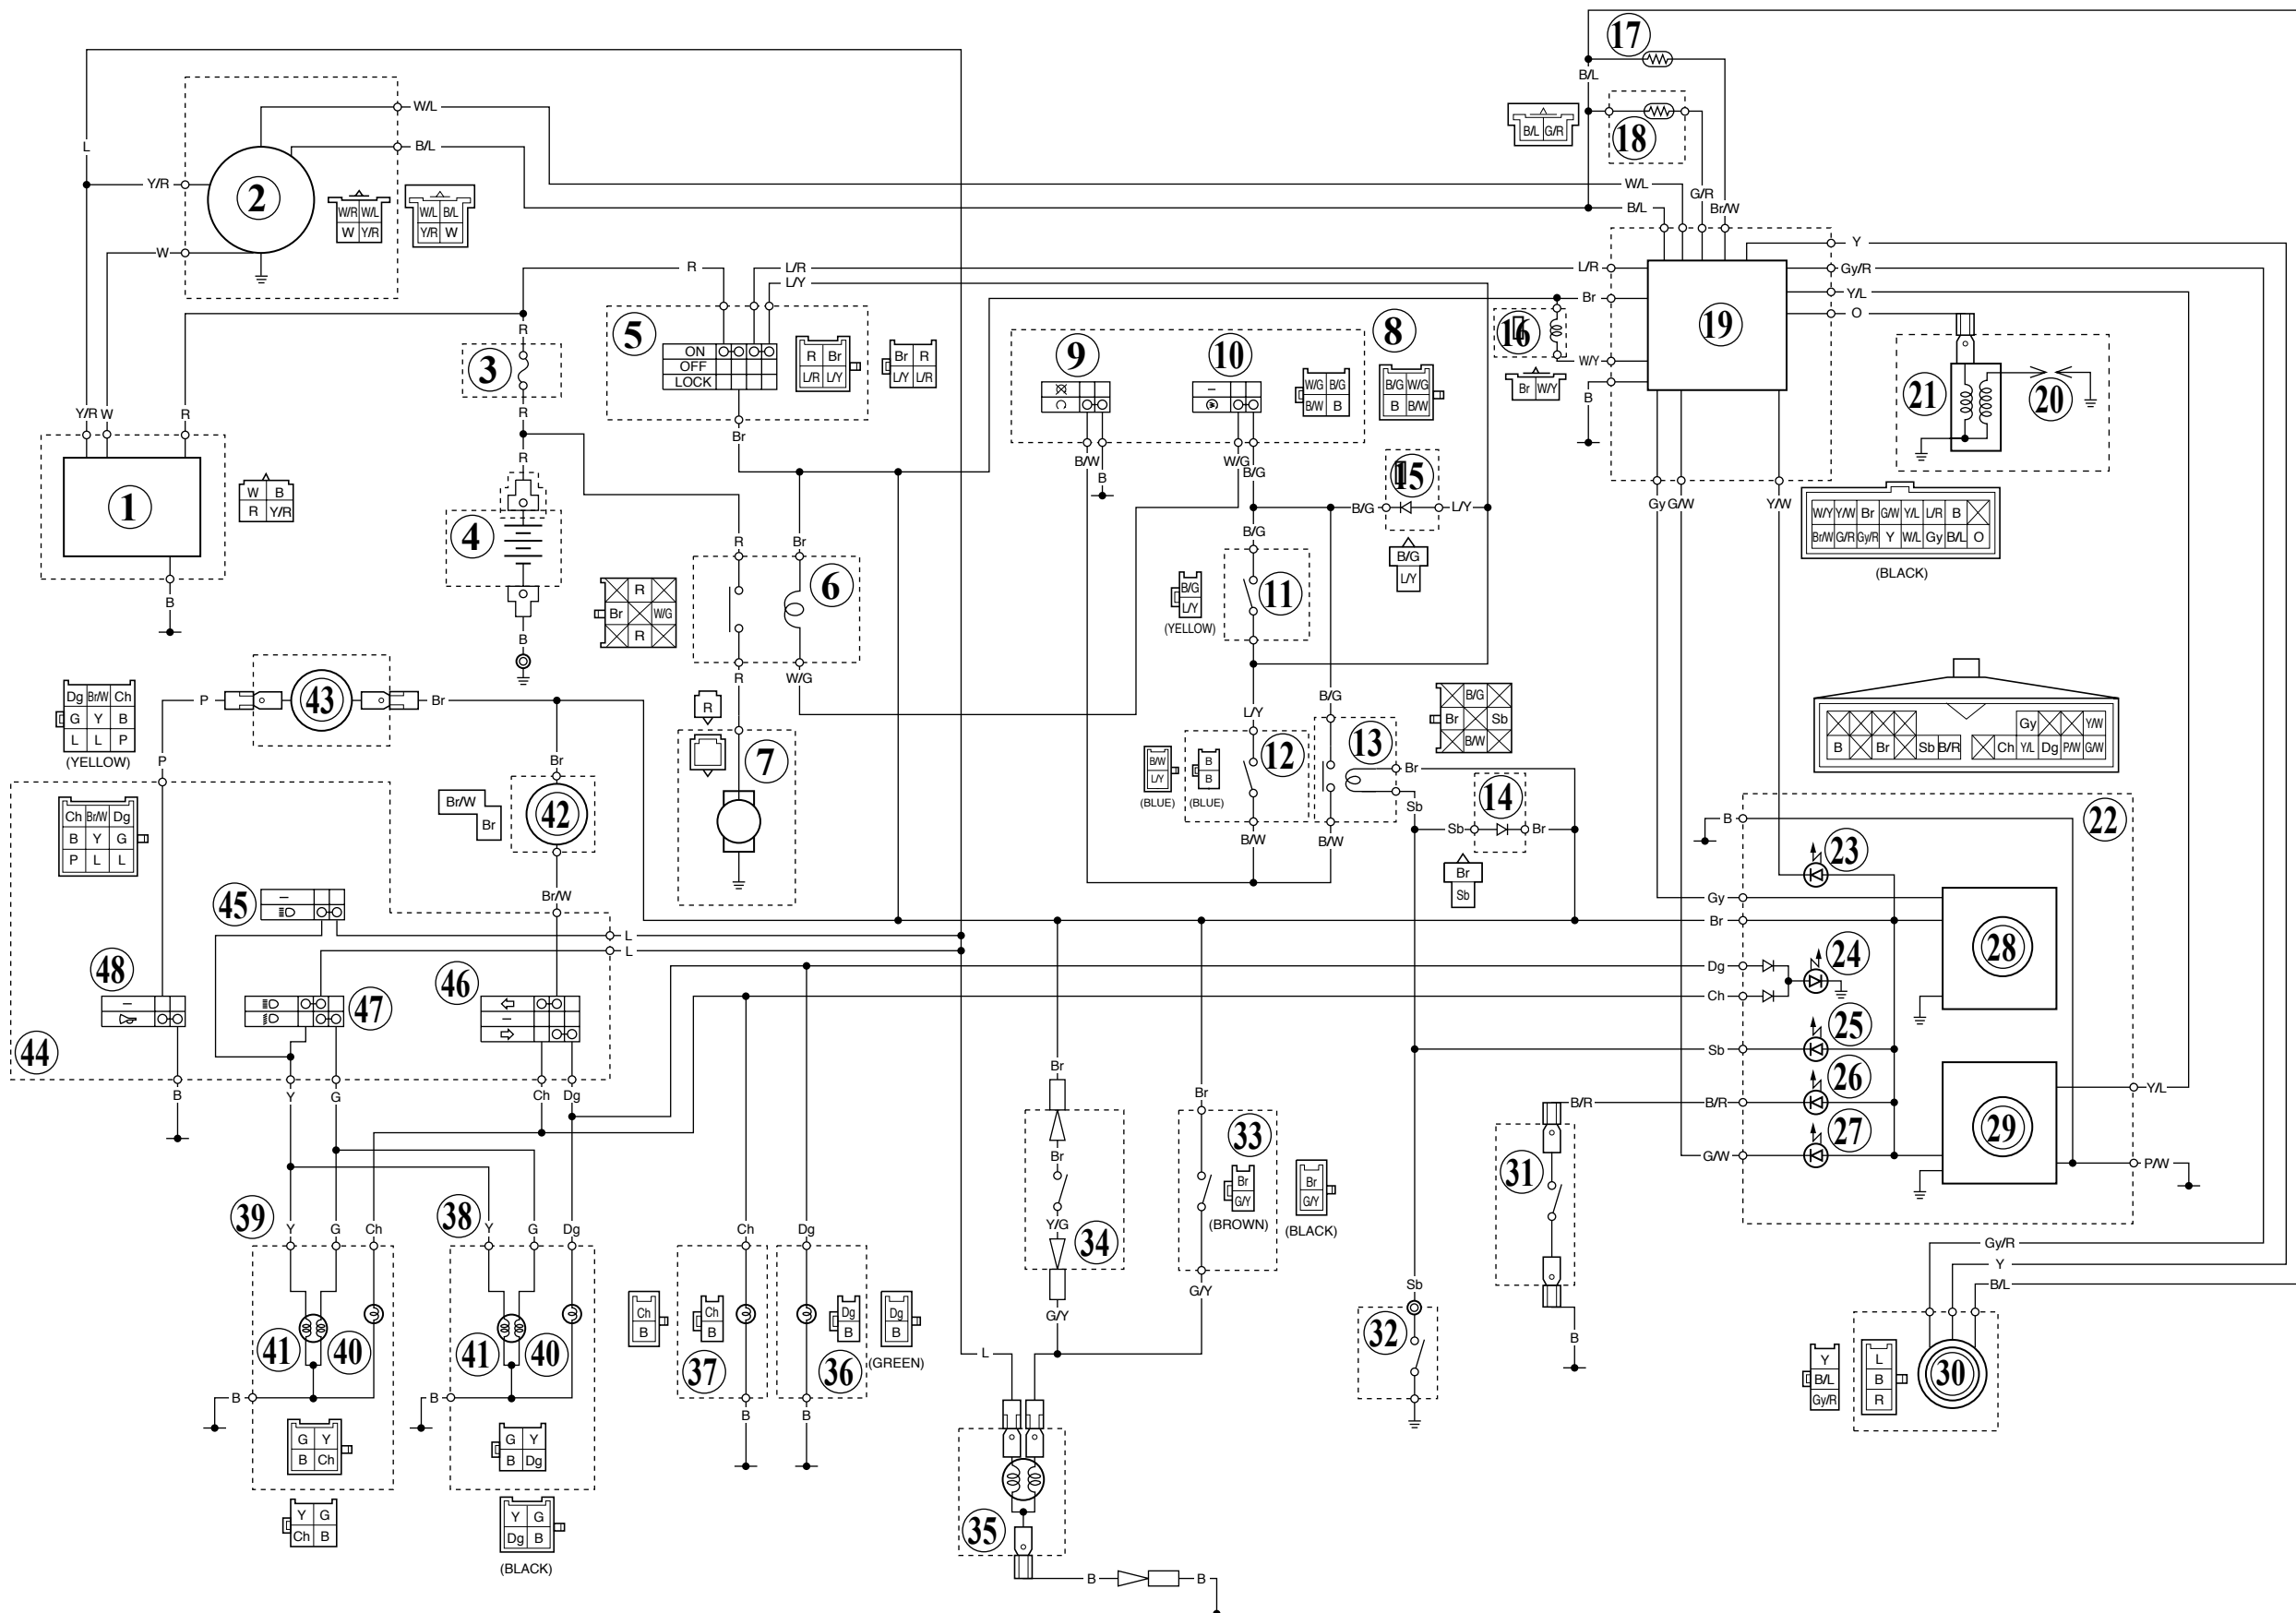 17
B/L
B/L G/R
18
W/L
B/L
L
Y/R
2
W
W/R W/L
W Y/R
W/L B/L
Y/R W
W/L
G/R
Br/W
B/L
Y
R
L/R
L/Y
L/R
Gy/R
Y/L
Br
O
19
R
3
R
R
5
ON
OFF
LOCK
R Br
L/R L/Y
Br R
L/Y L/R
Br
8
9
10
W/G B/G
B/W B
B/G W/G
B B/W
16
W/Y
Br W/Y
B
21
20
Y/R W
R
1
W B
R Y/R
B
4
B
B/W
B
W/G
B/G
B/G
15
L/Y
B/G
L/Y
Gy G/W
Y/W
W/Y Y/W Br G/W Y/L L/R B
Br/W G/R Gy/R Y W/L Gy B/L O
(BLACK)
R
Br
6
R
Br W/G
R
R
W/G
B/G
11
B/G
L/Y
(YELLOW)
B/G
L/Y
Dg Br/W Ch
G Y B
L L P
(YELLOW)
P
43
Br
P
R
7
B/W
L/Y
(BLUE)
B
B
(BLUE)
12
13
Br
Sb
B/G
Br Sb
B/W
14
Sb
Br
Br
Sb
B/W
B/W
Gy Y/W
B Br Sb B/R Ch Y/L Dg P/W G/W
Ch Br/W Dg
B Y G
P L L
Br/W
Br
Br
42
Br/W
B
22
23
Gy
Br
28
45
L
L
48
47
46
44
Dg
Ch
24
Sb
25
26
B/R
B/R
27
G/W
29
Y/L
P/W
B
Y
G
Ch
Dg
Br
Br
Y/G
34
G/Y
Br
33
Br
G/Y
(BROWN)
Br
G/Y
(BLACK)
G/Y
31
B
39
Y
G
Ch
38
Y
G
Dg
41
40
41
40
B
B
G Y
B Ch
Y G
Ch B
G Y
B Dg
Y G
Dg B
(BLACK)
Ch
Dg
Ch
B
Ch
B
37
B
Dg
B
36
B
Dg
B
(GREEN)
L
35
B
B
Sb
32
Gy/R
Y
B/L
30
Y
B/L
Gy/R
L
B
R